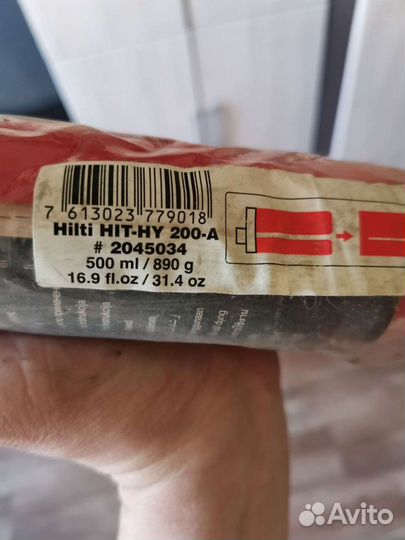 7 613023 779018
Hilti HIT-HY 200-A
# 2045034
500 ml / 890 g
16.9 fl.oz / 31.4 oz
Avito